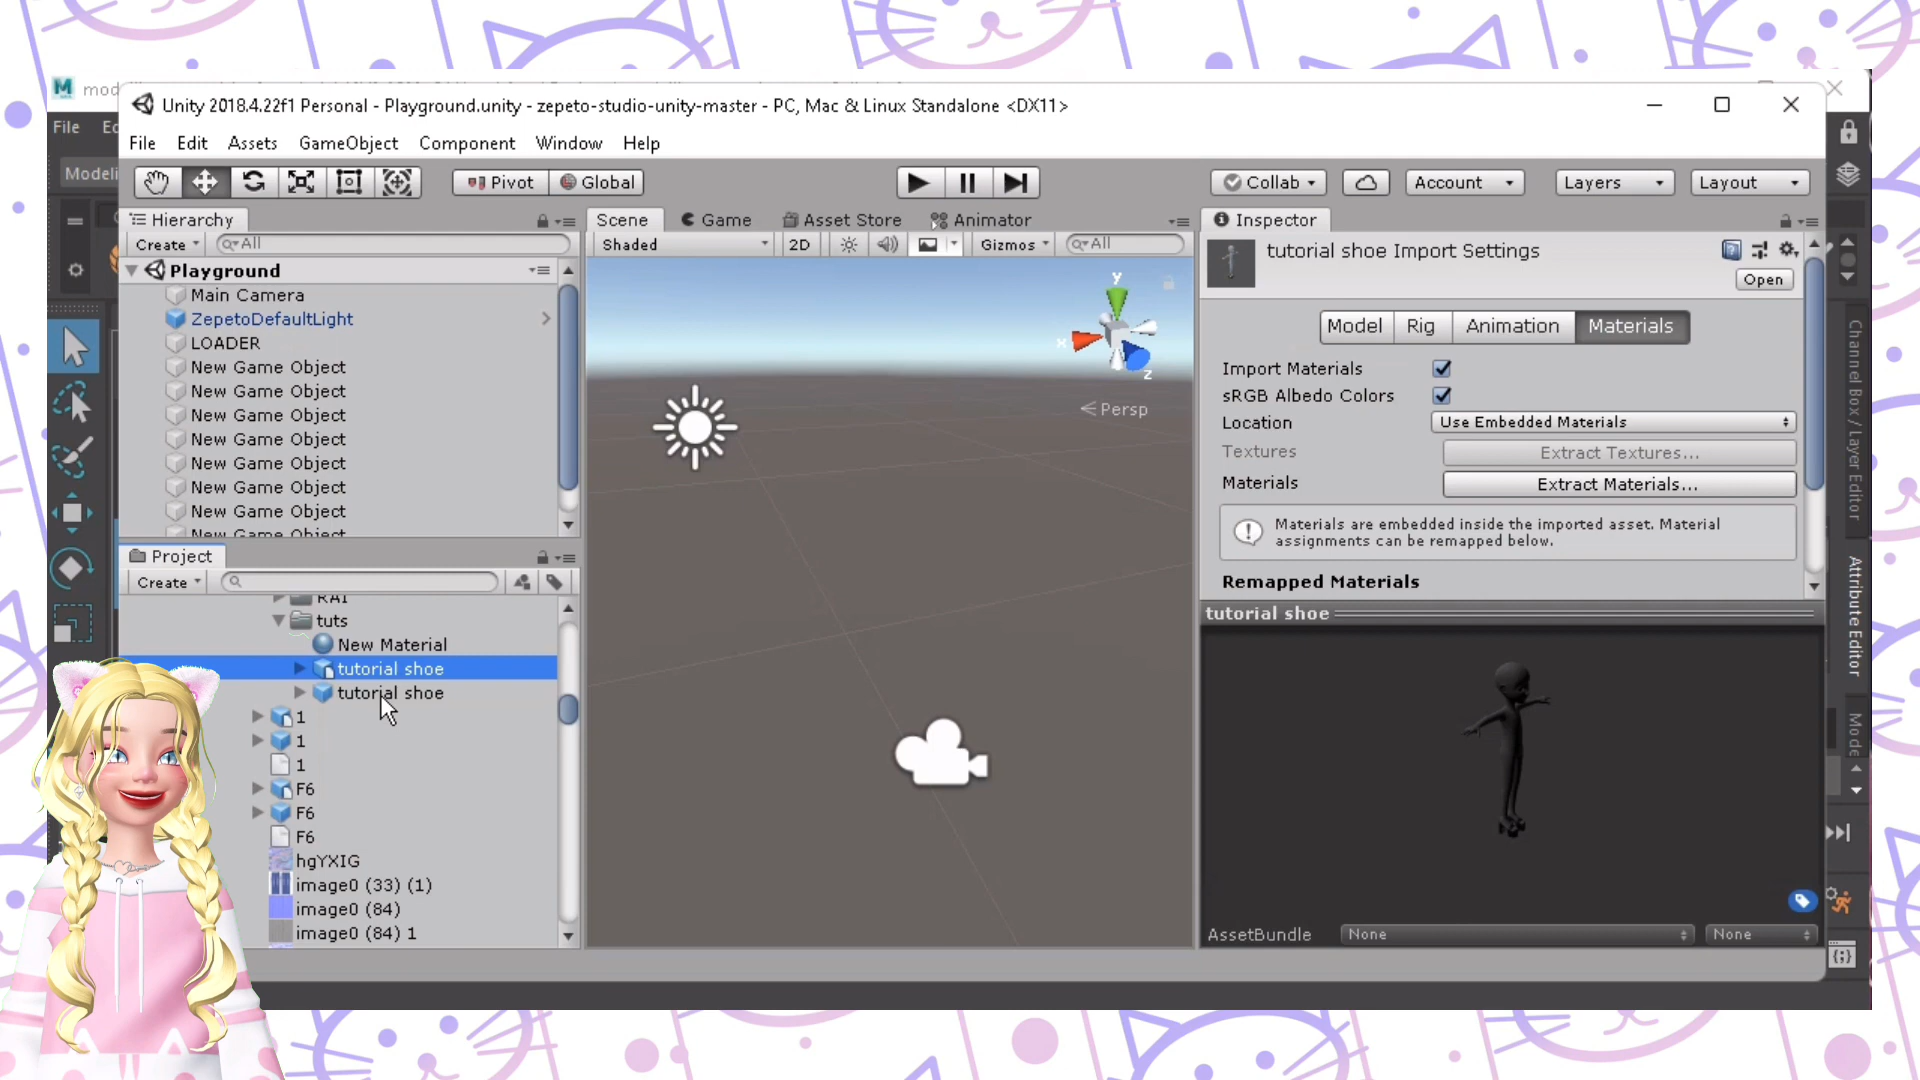 mod
Unity 2018.4.22f1 Personal - Playground.unity - zepeto-studio-unity-master - PC, Mac & Linux Standalone <DX11>
File Edit Assets GameObject Component Window Help
File Ed
Modeli
Pivot Global
Collab Account Layers Layout
Hierarchy
Create All
Playground
Main Camera
ZepetoDefaultLight
LOADER
New Game Object
New Game Object
New Game Object
New Game Object
New Game Object
New Game Object
New Game Object
New Game Object
Scene Game Asset Store Animator
Shaded 2D Gizmos All
y
x
z
Persp
Project
Create
RAI
tuts
New Material
tutorial shoe
tutorial shoe
1
1
1
F6
F6
F6
hgYXIG
image0 (33) (1)
image0 (84)
image0 (84) 1
Inspector
tutorial shoe Import Settings
Open
Model Rig Animation Materials
Import Materials
sRGB Albedo Colors
Location Use Embedded Materials
Textures Extract Textures...
Materials Extract Materials...
Materials are embedded inside the imported asset. Material
assignments can be remapped below.
Remapped Materials
tutorial shoe
AssetBundle None None
Channel Box / Layer Editor
Attribute Editor
Mode